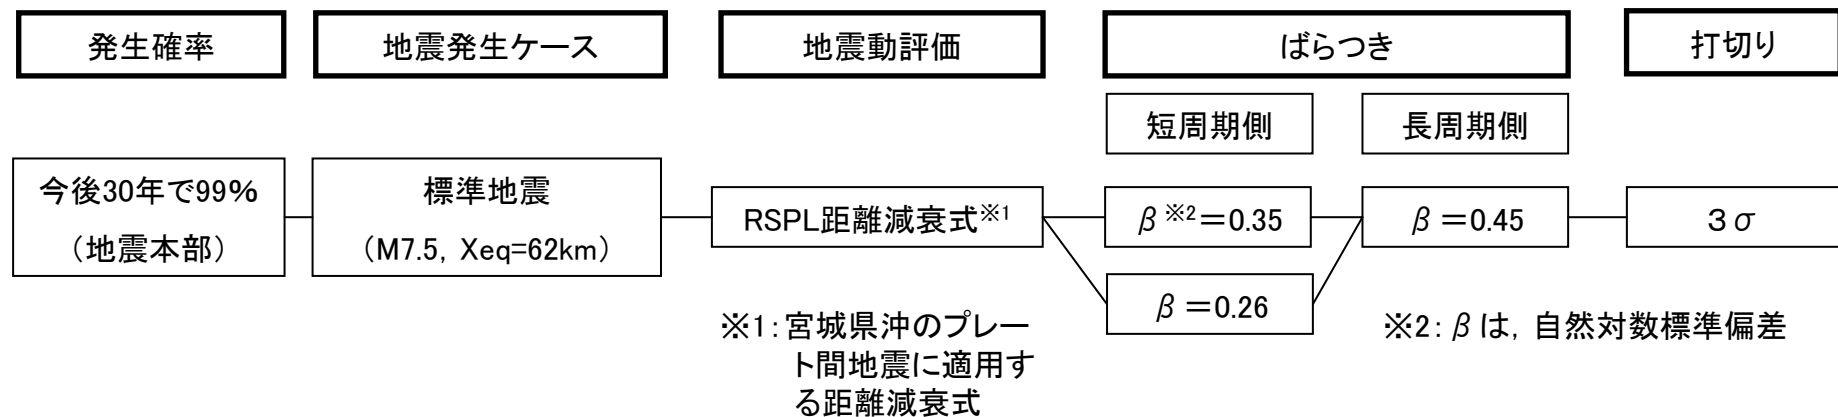 発生確率
地震発生ケース
地震動評価
ばらつき
打切り
短周期側
長周期側
今後30年で99%
（地震本部）
標準地震
（M7.5, Xeq=62km）
RSPL距離減衰式※1
β※2＝0.35
β＝0.45
3σ
β＝0.26
※1：宮城県沖のプレー
ト間地震に適用す
る距離減衰式
※2：βは, 自然対数標準偏差